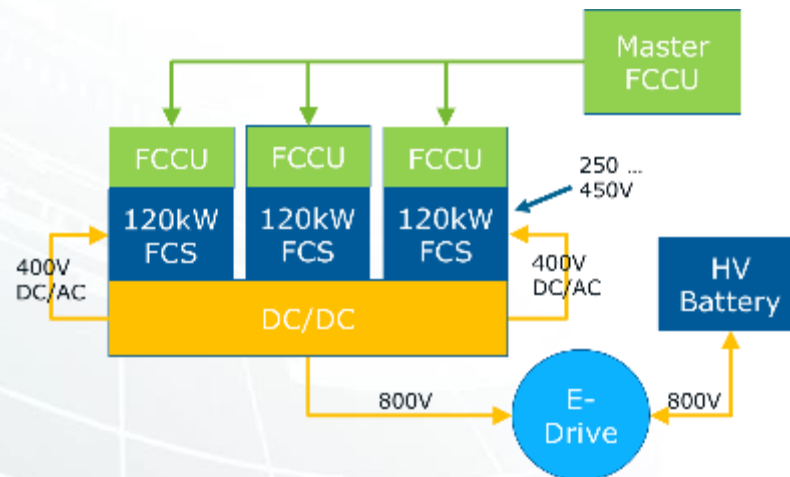 Master
FCCU
FCCU
FCCU
FCCU
250 ...
450V
120kW
FCS
120kW
FCS
120kW
FCS
400V
DC/AC
400V
DC/AC
HV
Battery
DC/DC
800V
E-
Drive
800V